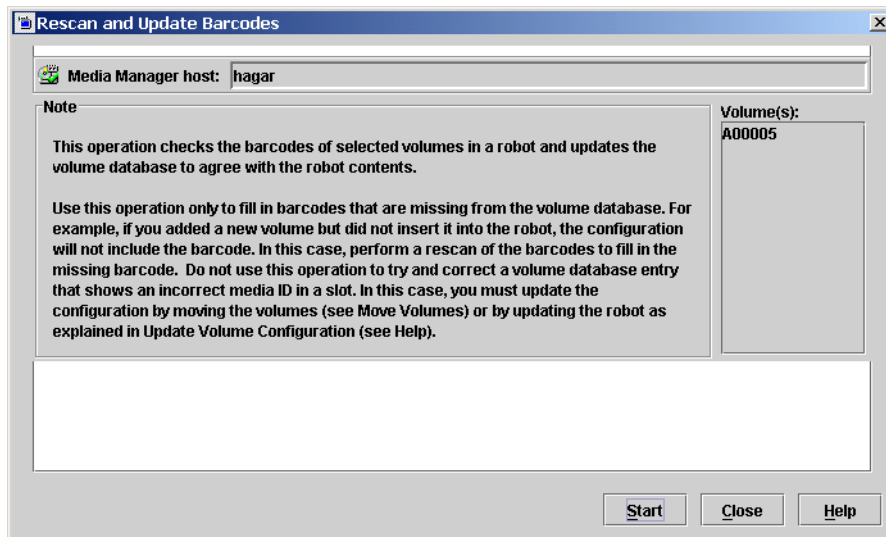 Rescan and Update Barcodes
Media Manager host: hagar
Note
This operation checks the barcodes of selected volumes in a robot and updates the
volume database to agree with the robot contents.
Use this operation only to fill in barcodes that are missing from the volume database. For
example, if you added a new volume but did not insert it into the robot, the configuration
will not include the barcode. In this case, perform a rescan of the barcodes to fill in the
missing barcode.  Do not use this operation to try and correct a volume database entry
that shows an incorrect media ID in a slot. In this case, you must update the
configuration by moving the volumes (see Move Volumes) or by updating the robot as
explained in Update Volume Configuration (see Help).
Volume(s):
A00005
Start Close Help